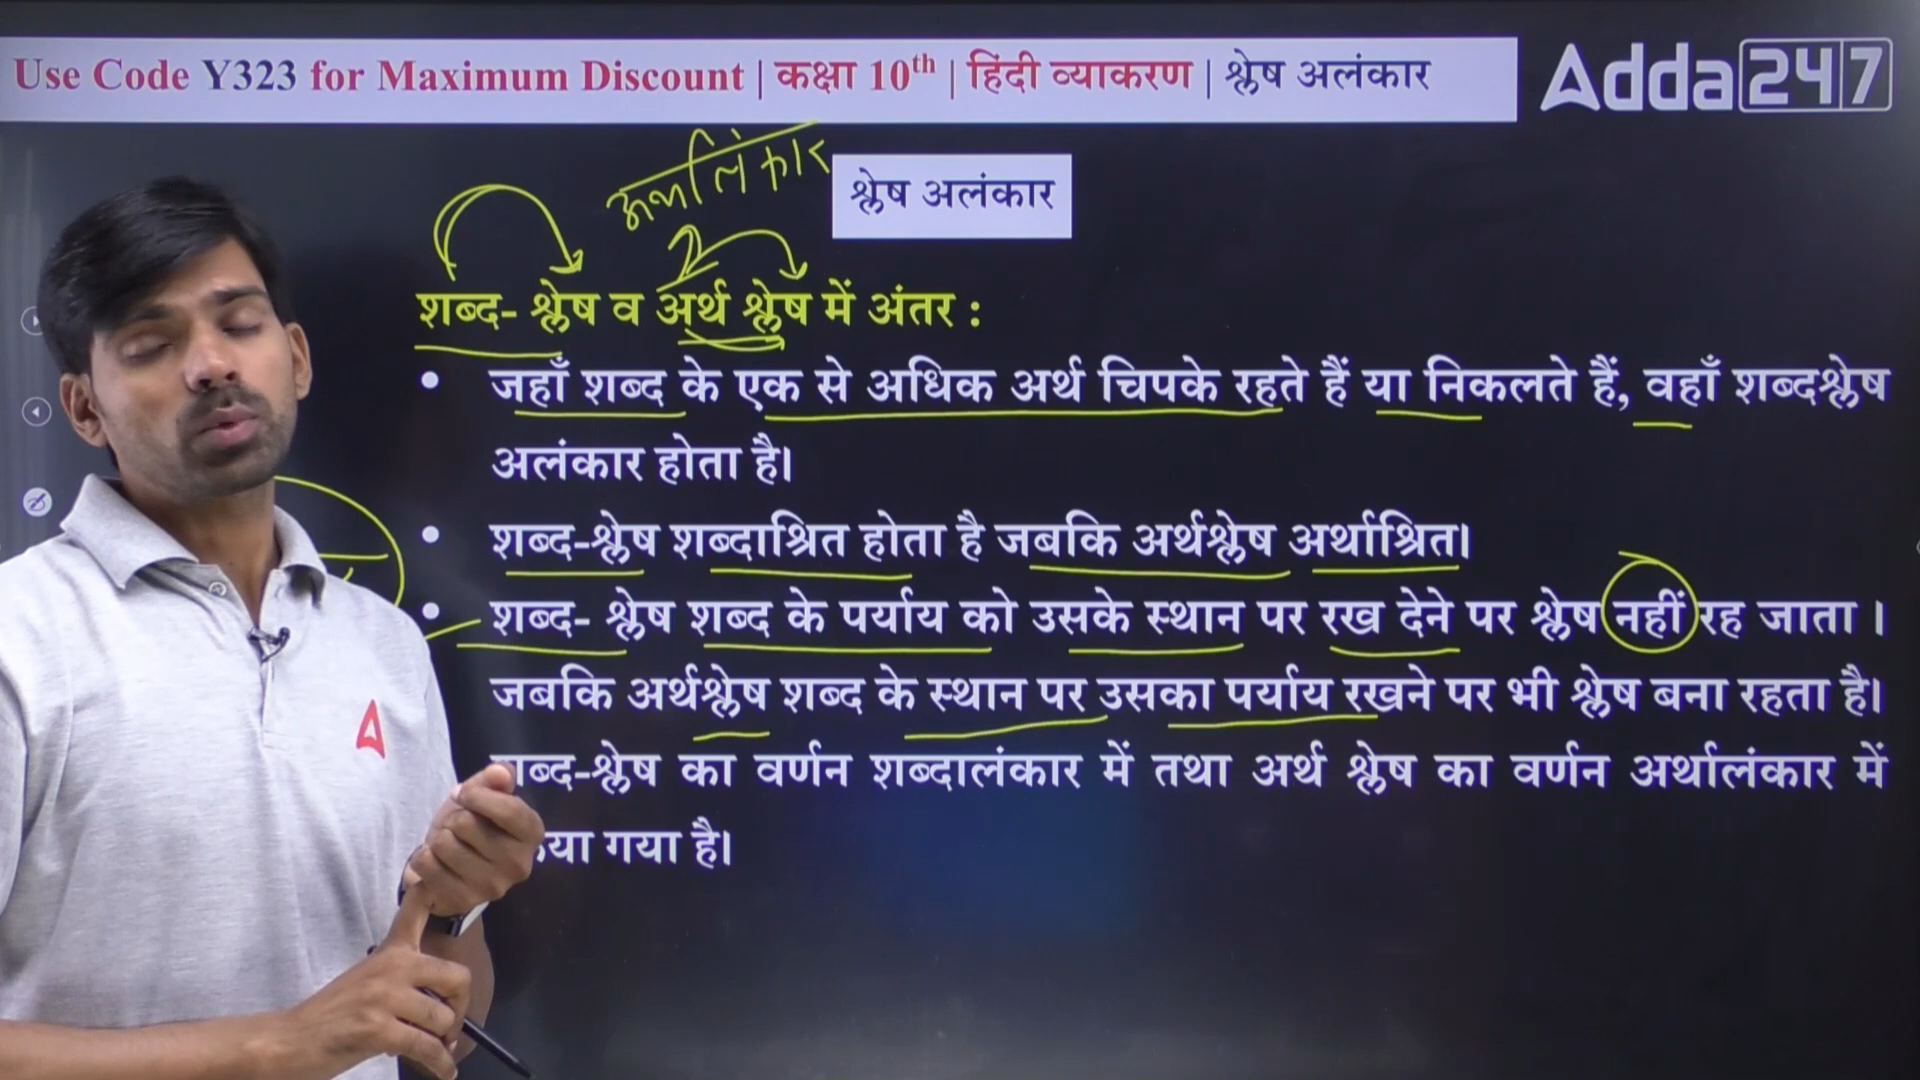 Use Code Y323 for Maximum Discount | कक्षा 10th | हिंदी व्याकरण | श्लेष अलंकार
Adda247
अर्थालंकार
श्लेष अलंकार
शब्द- श्लेष व अर्थ श्लेष में अंतर :
• जहाँ शब्द के एक से अधिक अर्थ चिपके रहते हैं या निकलते हैं, वहाँ शब्दश्लेष
अलंकार होता है।
• शब्द-श्लेष शब्दाश्रित होता है जबकि अर्थश्लेष अर्थाश्रित।
• शब्द- श्लेष शब्द के पर्याय को उसके स्थान पर रख देने पर श्लेष नहीं रह जाता ।
जबकि अर्थश्लेष शब्द के स्थान पर उसका पर्याय रखने पर भी श्लेष बना रहता है।
का वर्णन शब्दालंकार में तथा अर्थ श्लेष का वर्णन अर्थालंकार में
गया है।